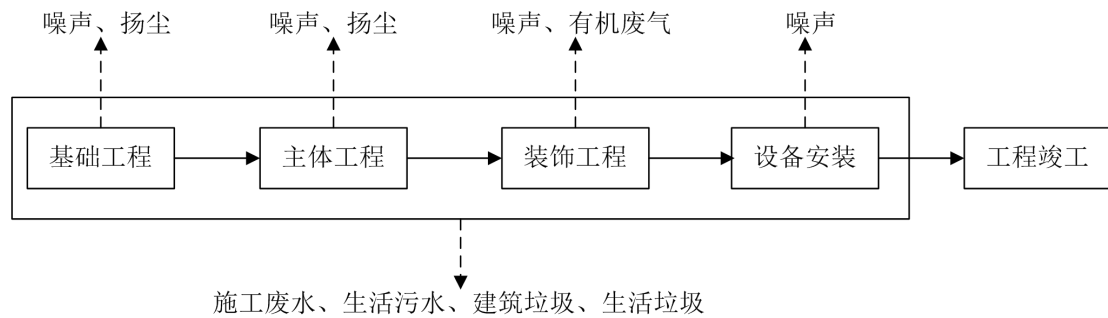 噪声、扬尘
噪声、扬尘
噪声、有机废气
噪声
基础工程
主体工程
装饰工程
设备安装
工程竣工
施工废水、生活污水、建筑垃圾、生活垃圾